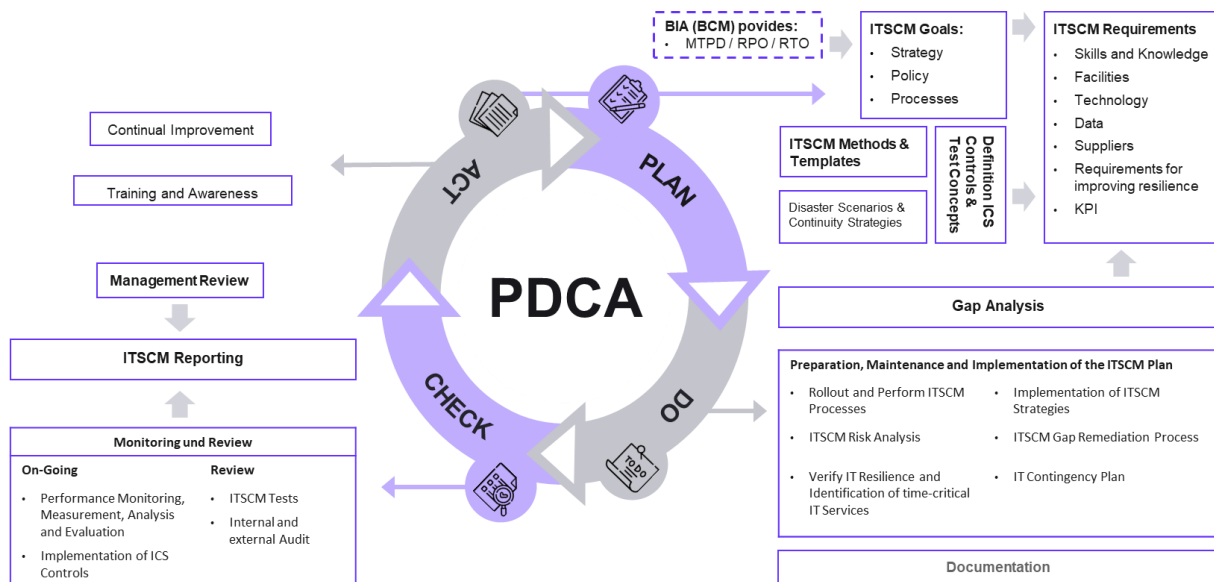 BIA (BCM) povides:
• MTPD / RPO / RTO
ITSCM Goals:
• Strategy
• Policy
• Processes
ITSCM Requirements
• Skills and Knowledge
• Facilities
• Technology
• Data
• Suppliers
• Requirements for
improving resilience
• KPI
ITSCM Methods &
Templates
Disaster Scenarios &
Continuity Strategies
Definition ICS
Controls &
Test Concepts
Gap Analysis
Preparation, Maintenance and Implementation of the ITSCM Plan
• Rollout and Perform ITSCM
Processes
• ITSCM Risk Analysis
• Verify IT Resilience and
Identification of time-critical
IT Services
• Implementation of ITSCM
Strategies
• ITSCM Gap Remediation Process
• IT Contingency Plan
Documentation
PDCA
PLAN
DO
TO DO
CHECK
ACT
Continual Improvement
Training and Awareness
Management Review
ITSCM Reporting
Monitoring und Review
On-Going
• Performance Monitoring,
Measurement, Analysis
and Evaluation
• Implementation of ICS
Controls
Review
• ITSCM Tests
• Internal and
external Audit